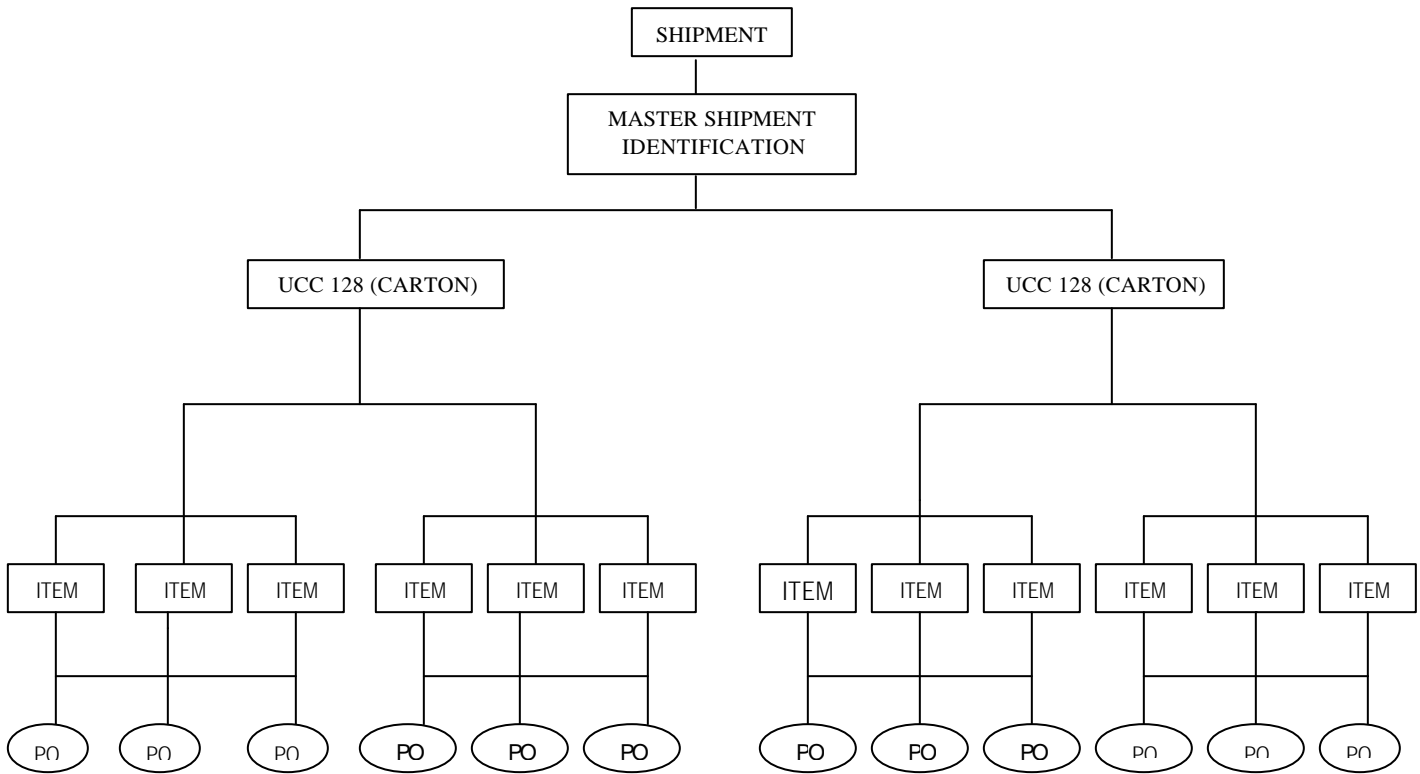 SHIPMENT
MASTER SHIPMENT
IDENTIFICATION
UCC 128 (CARTON) UCC 128 (CARTON)
ITEM ITEM ITEM ITEM ITEM ITEM ITEM ITEM ITEM ITEM ITEM ITEM
PO PO PO PO PO PO PO PO PO PO PO PO